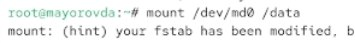 root@mayorovda:~# mount /dev/md0 /data
mount: (hint) your fstab has been modified, b